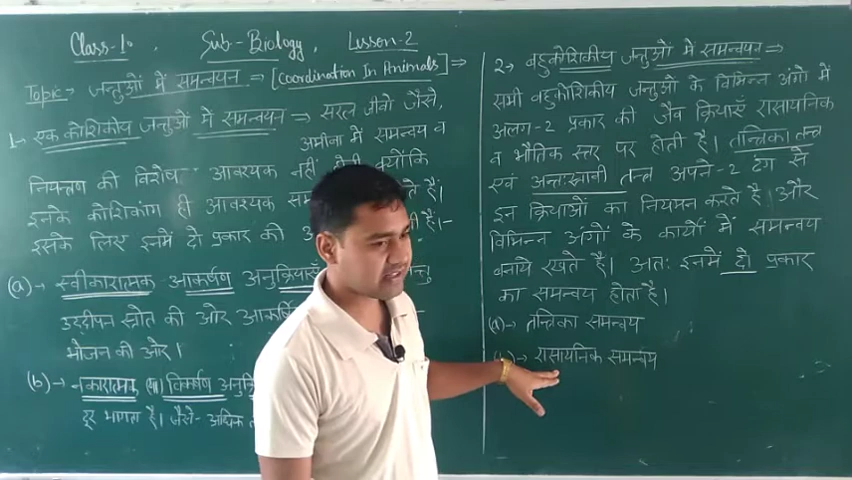 Class-10, Sub-Biology, Lesson-2
Topic- जन्तुओं में समन्वयन ⇒ [Coordination In Animals] ⇒
1→ एक कोशिकीय जन्तुओं में समन्वयन ⇒ सरल जीवो जैसे,
अमीबा में समन्वय व
नियन्त्रण की विशेष आवश्यक नहीं क्योंकि
इनके कोशिकांग ही आवश्यक हैं।
इसके लिए इनमें दो प्रकार की है।-
(a)→ स्वीकारात्मक आकर्षण अनुक्रियाएँ
उद्दीपन स्रोत की ओर
भोजन की ओर।
(b)→ नकारात्मक विकर्षण
दूर भागता है। जैसे- अधिक
2→ बहुकोशिकीय जन्तुओ में समन्वयन ⇒
सभी बहुकोशिकीय जन्तुओं के विभिन्न अंगो में
अलग-2 प्रकार की जैव क्रियाएँ रासायनिक
व भौतिक स्तर पर होती है। तन्त्रिका तन्त्र
एवं अन्तःस्त्रावी तन्त्र अपने-2 ढंग से
इन क्रियाओं का नियमन करते है। और
विभिन्न अंगों के कार्यों में समन्वय
बनाये रखते है। अतः इनमें दो प्रकार
का समन्वय होता है।
(a)→ तन्त्रिका समन्वय
→ रासायनिक समन्वय